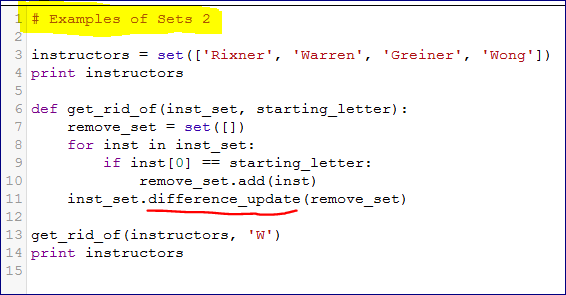 1 # Examples of Sets 2
2
3 instructors = set(['Rixner', 'Warren', 'Greiner', 'Wong'])
4 print instructors
5
6 def get_rid_of(inst_set, starting_letter):
7     remove_set = set([])
8     for inst in inst_set:
9         if inst[0] == starting_letter:
10             remove_set.add(inst)
11     inst_set.difference_update(remove_set)
12
13 get_rid_of(instructors, 'W')
14 print instructors
15